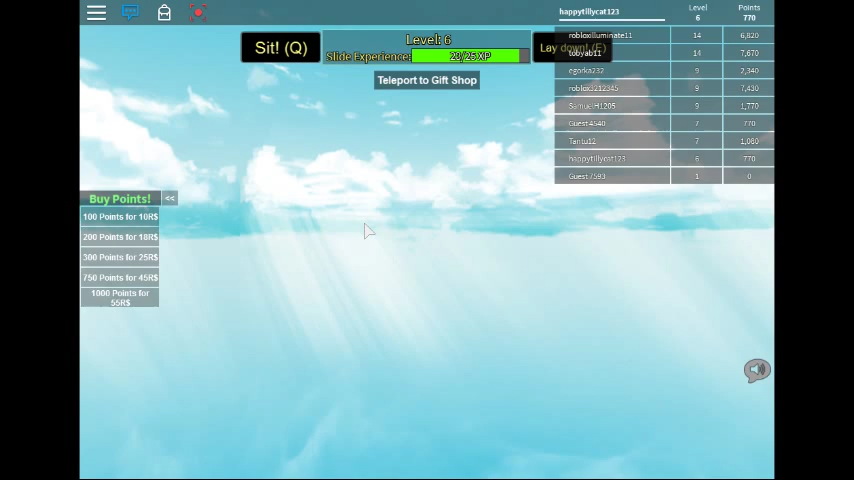 happytillycat123 Level 6 Points 770
Sit! (Q)
Level: 6
Slide Experience: 23/25 XP
Lay down! (E)
Teleport to Gift Shop
robloxilluminate11 14 6,820
tobyab11 14 7,670
egorka232 9 2,340
roblox3212345 9 7,430
SamuelH1205 9 1,770
Guest4540 7 770
Tantu12 7 1,080
happytillycat123 6 770
Guest7593 1 0
Buy Points! <<
100 Points for 10R$
200 Points for 18R$
300 Points for 25R$
750 Points for 45R$
1000 Points for
55R$